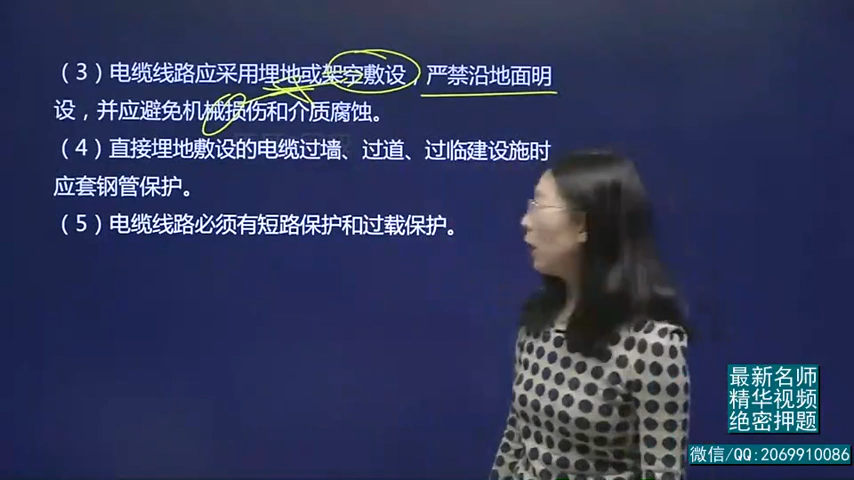 （3）电缆线路应采用埋地或架空敷设，严禁沿地面明
设，并应避免机械损伤和介质腐蚀。
（4）直接埋地敷设的电缆过墙、过道、过临建设施时
应套钢管保护。
（5）电缆线路必须有短路保护和过载保护。
最新名师
精华视频
绝密押题
微信/QQ:2069910086